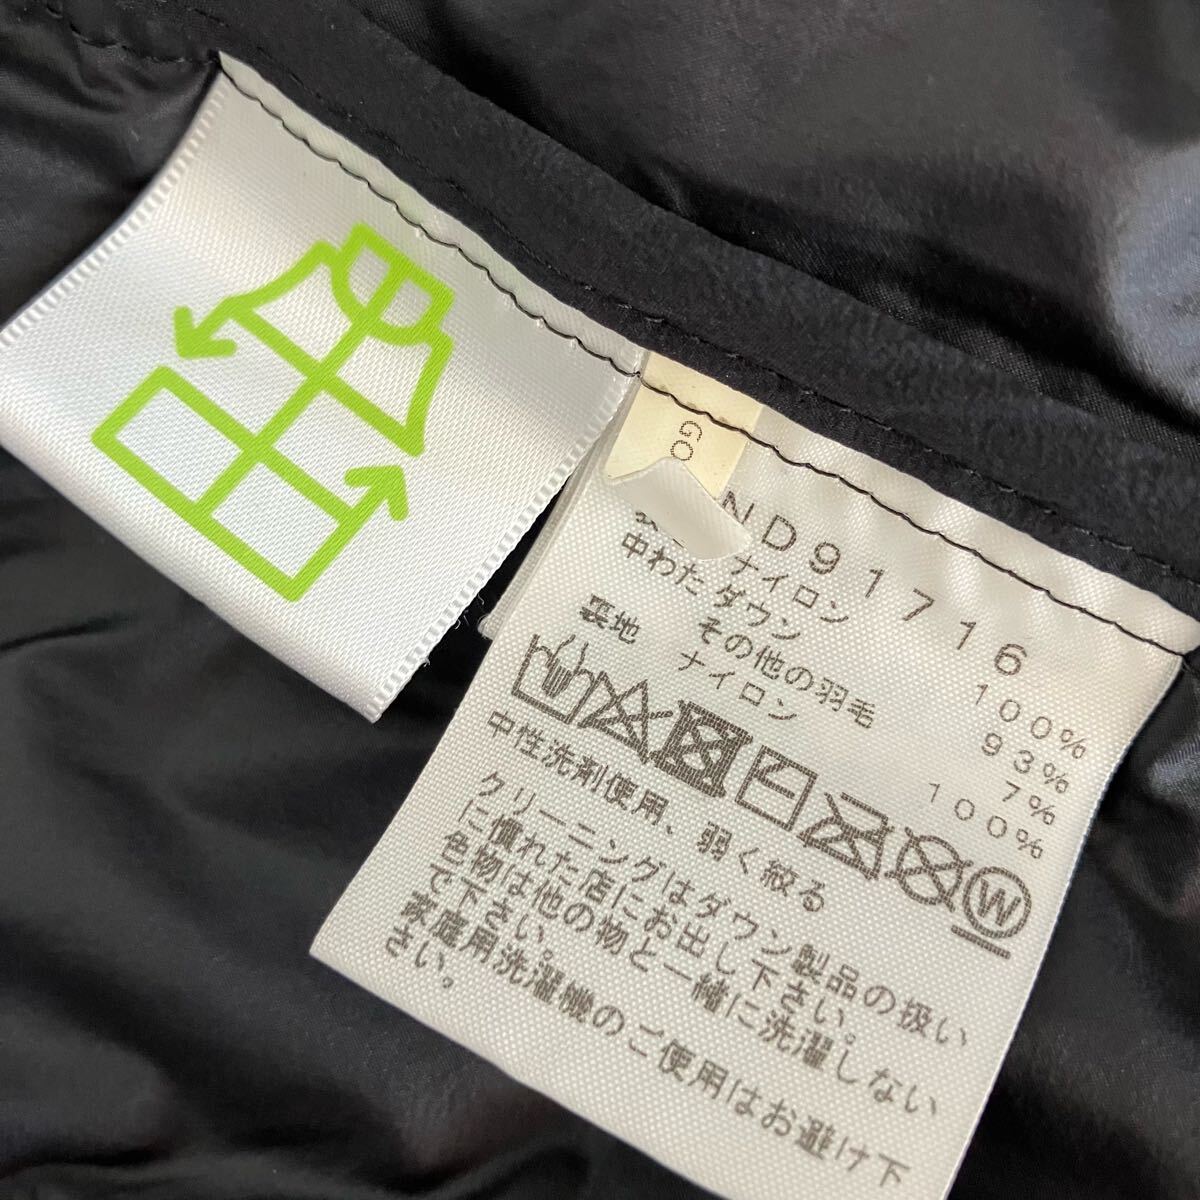 GO
ND91716
ナイロン 100%
中わた ダウン 93%
その他の羽毛 7%
裏地 ナイロン 100%
W
中性洗剤使用、弱く絞る
クリーニングはダウン製品の扱い
に慣れた店にお出し下さい。
色物は他の物と一緒に洗濯しない
で下さい。
家庭用洗濯機のご使用はお避け下
さい。